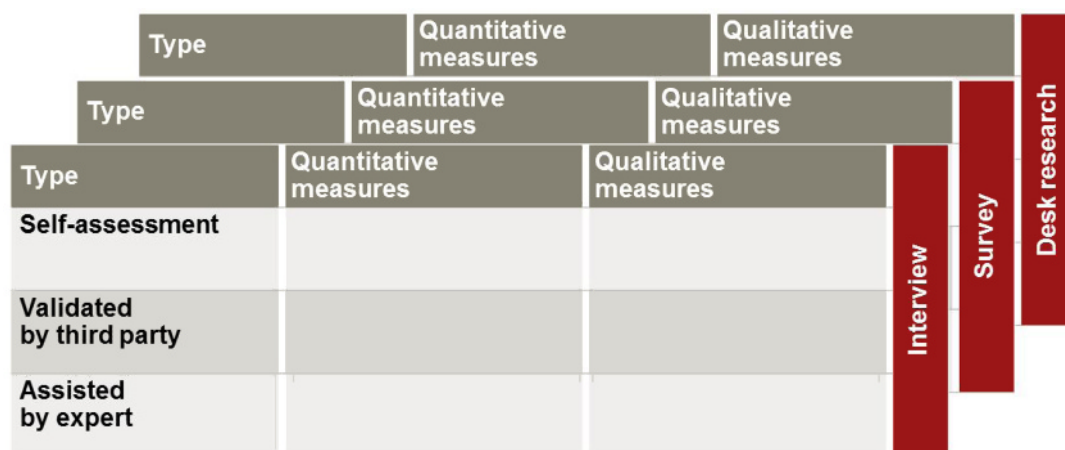 Type
Quantitative
measures
Qualitative
measures
Desk research
Type
Quantitative
measures
Qualitative
measures
Survey
Type
Quantitative
measures
Qualitative
measures
Interview
Self-assessment
Validated
by third party
Assisted
by expert